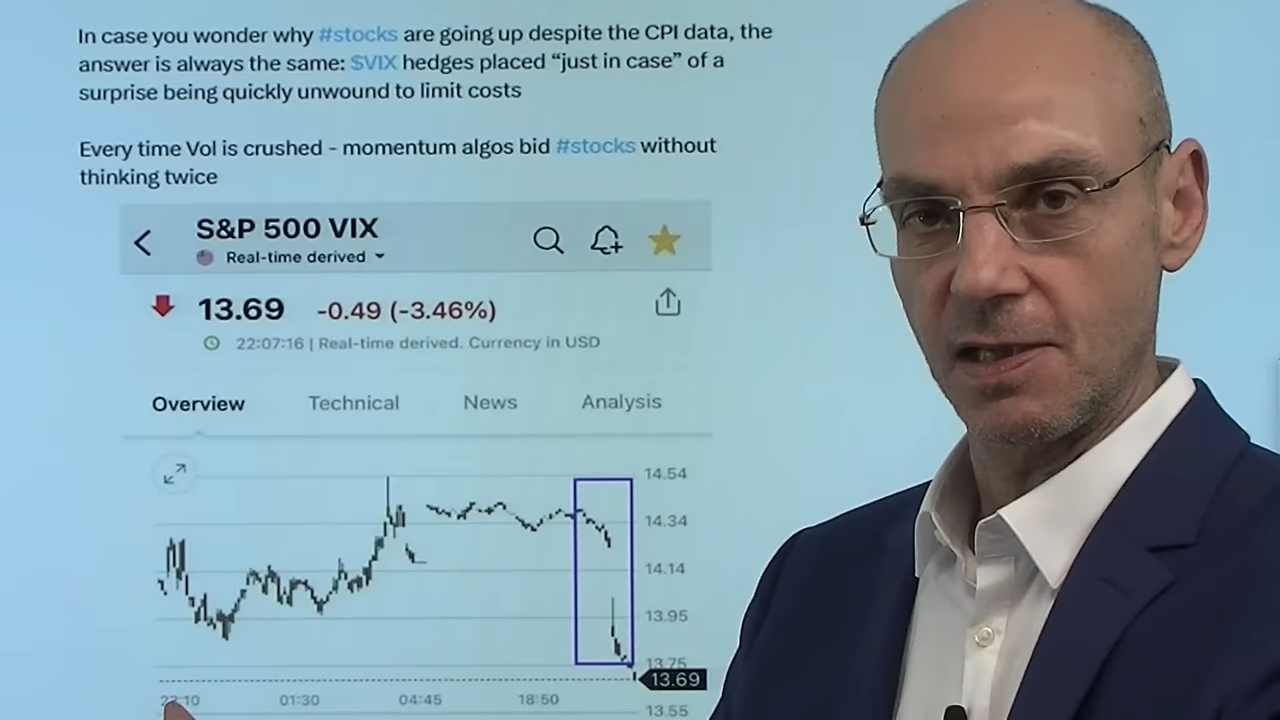 In case you wonder why #stocks are going up despite the CPI data, the
answer is always the same: $VIX hedges placed “just in case” of a
surprise being quickly unwound to limit costs
Every time Vol is crushed - momentum algos bid #stocks without
thinking twice
S&P 500 VIX
Real-time derived
13.69 -0.49 (-3.46%)
22:07:16 | Real-time derived. Currency in USD
Overview Technical News Analysis
14.54
14.34
14.14
13.95
13.75
13.69
01:30 04:45 18:50
13.55